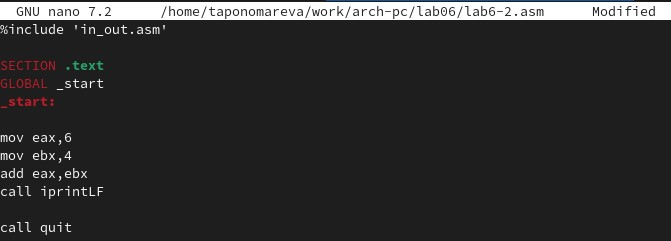 GNU nano 7.2 /home/taponomareva/work/arch-pc/lab06/lab6-2.asm Modified
%include 'in_out.asm'
SECTION .text
GLOBAL _start
_start:
mov eax,6
mov ebx,4
add eax,ebx
call iprintLF
call quit